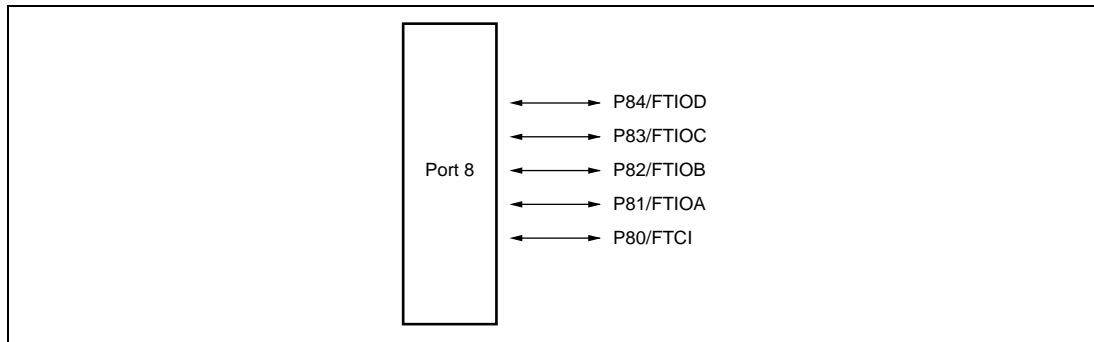 P84/FTIOD
P83/FTIOC
Port 8
P82/FTIOB
P81/FTIOA
P80/FTCI